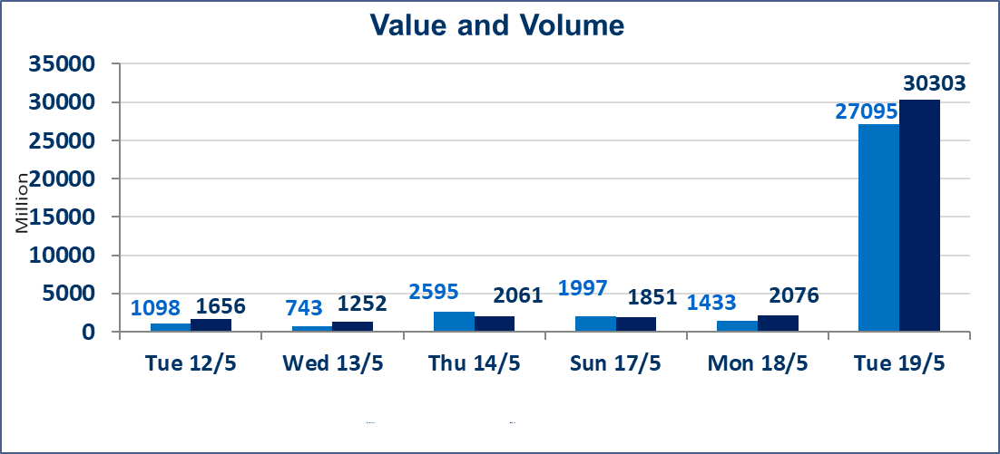 Value and Volume
35000
30000
25000
20000
15000
10000
5000
0
Million
1098 1656 743 1252 2595 2061 1997 1851 1433 2076 27095 30303
Tue 12/5 Wed 13/5 Thu 14/5 Sun 17/5 Mon 18/5 Tue 19/5